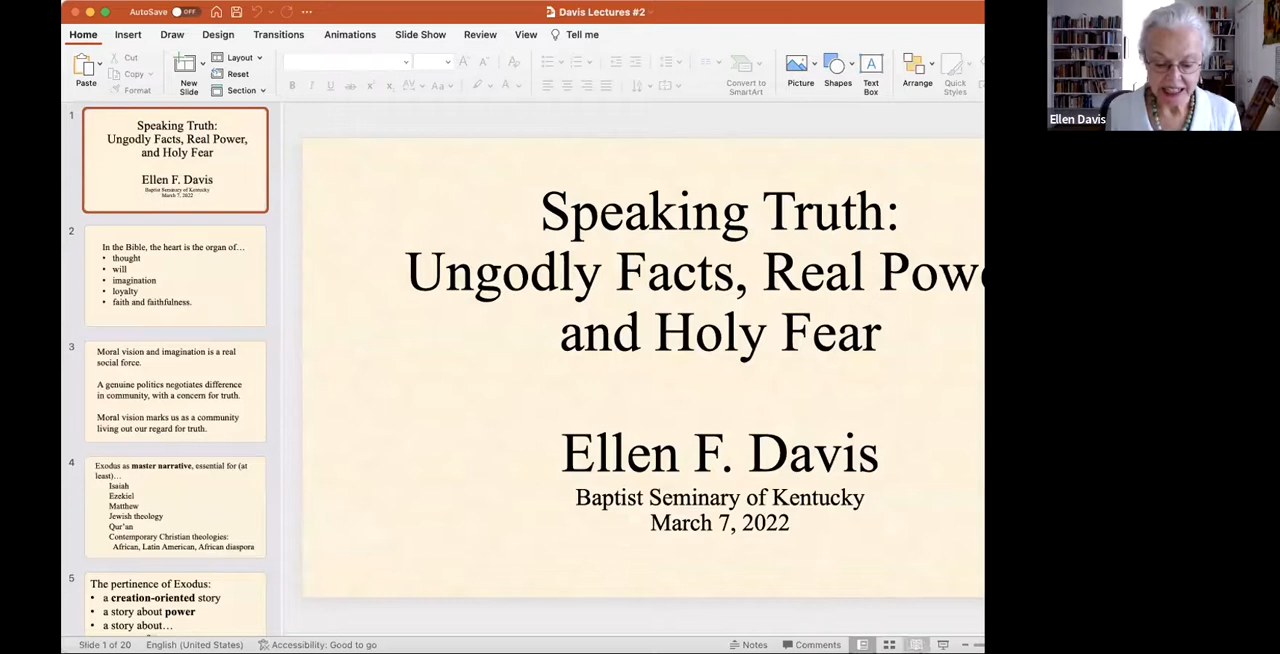 AutoSave OFF
Davis Lectures #2
Home Insert Draw Design Transitions Animations Slide Show Review View Tell me
Paste
Cut
Copy
Format
New Slide
Layout
Reset
Section
Convert to SmartArt
Picture
Shapes
Text Box
Arrange
Quick Styles
1
Speaking Truth:
Ungodly Facts, Real Power,
and Holy Fear
Ellen F. Davis
Baptist Seminary of Kentucky
March 7, 2022
2
In the Bible, the heart is the organ of…
• thought
• will
• imagination
• loyalty
• faith and faithfulness.
3
Moral vision and imagination is a real
social force.
A genuine politics negotiates difference
in community, with a concern for truth.
Moral vision marks us as a community
living out our regard for truth.
4
Exodus as master narrative, essential for (at
least)…
Isaiah
Ezekiel
Matthew
Jewish theology
Qur’an
Contemporary Christian theologies:
African, Latin American, African diaspora
5
The pertinence of Exodus:
• a creation-oriented story
• a story about power
• a story about…
Speaking Truth:
Ungodly Facts, Real Powe
and Holy Fear
Ellen F. Davis
Baptist Seminary of Kentucky
March 7, 2022
Slide 1 of 20
English (United States)
Accessibility: Good to go
Notes
Comments
Ellen Davis